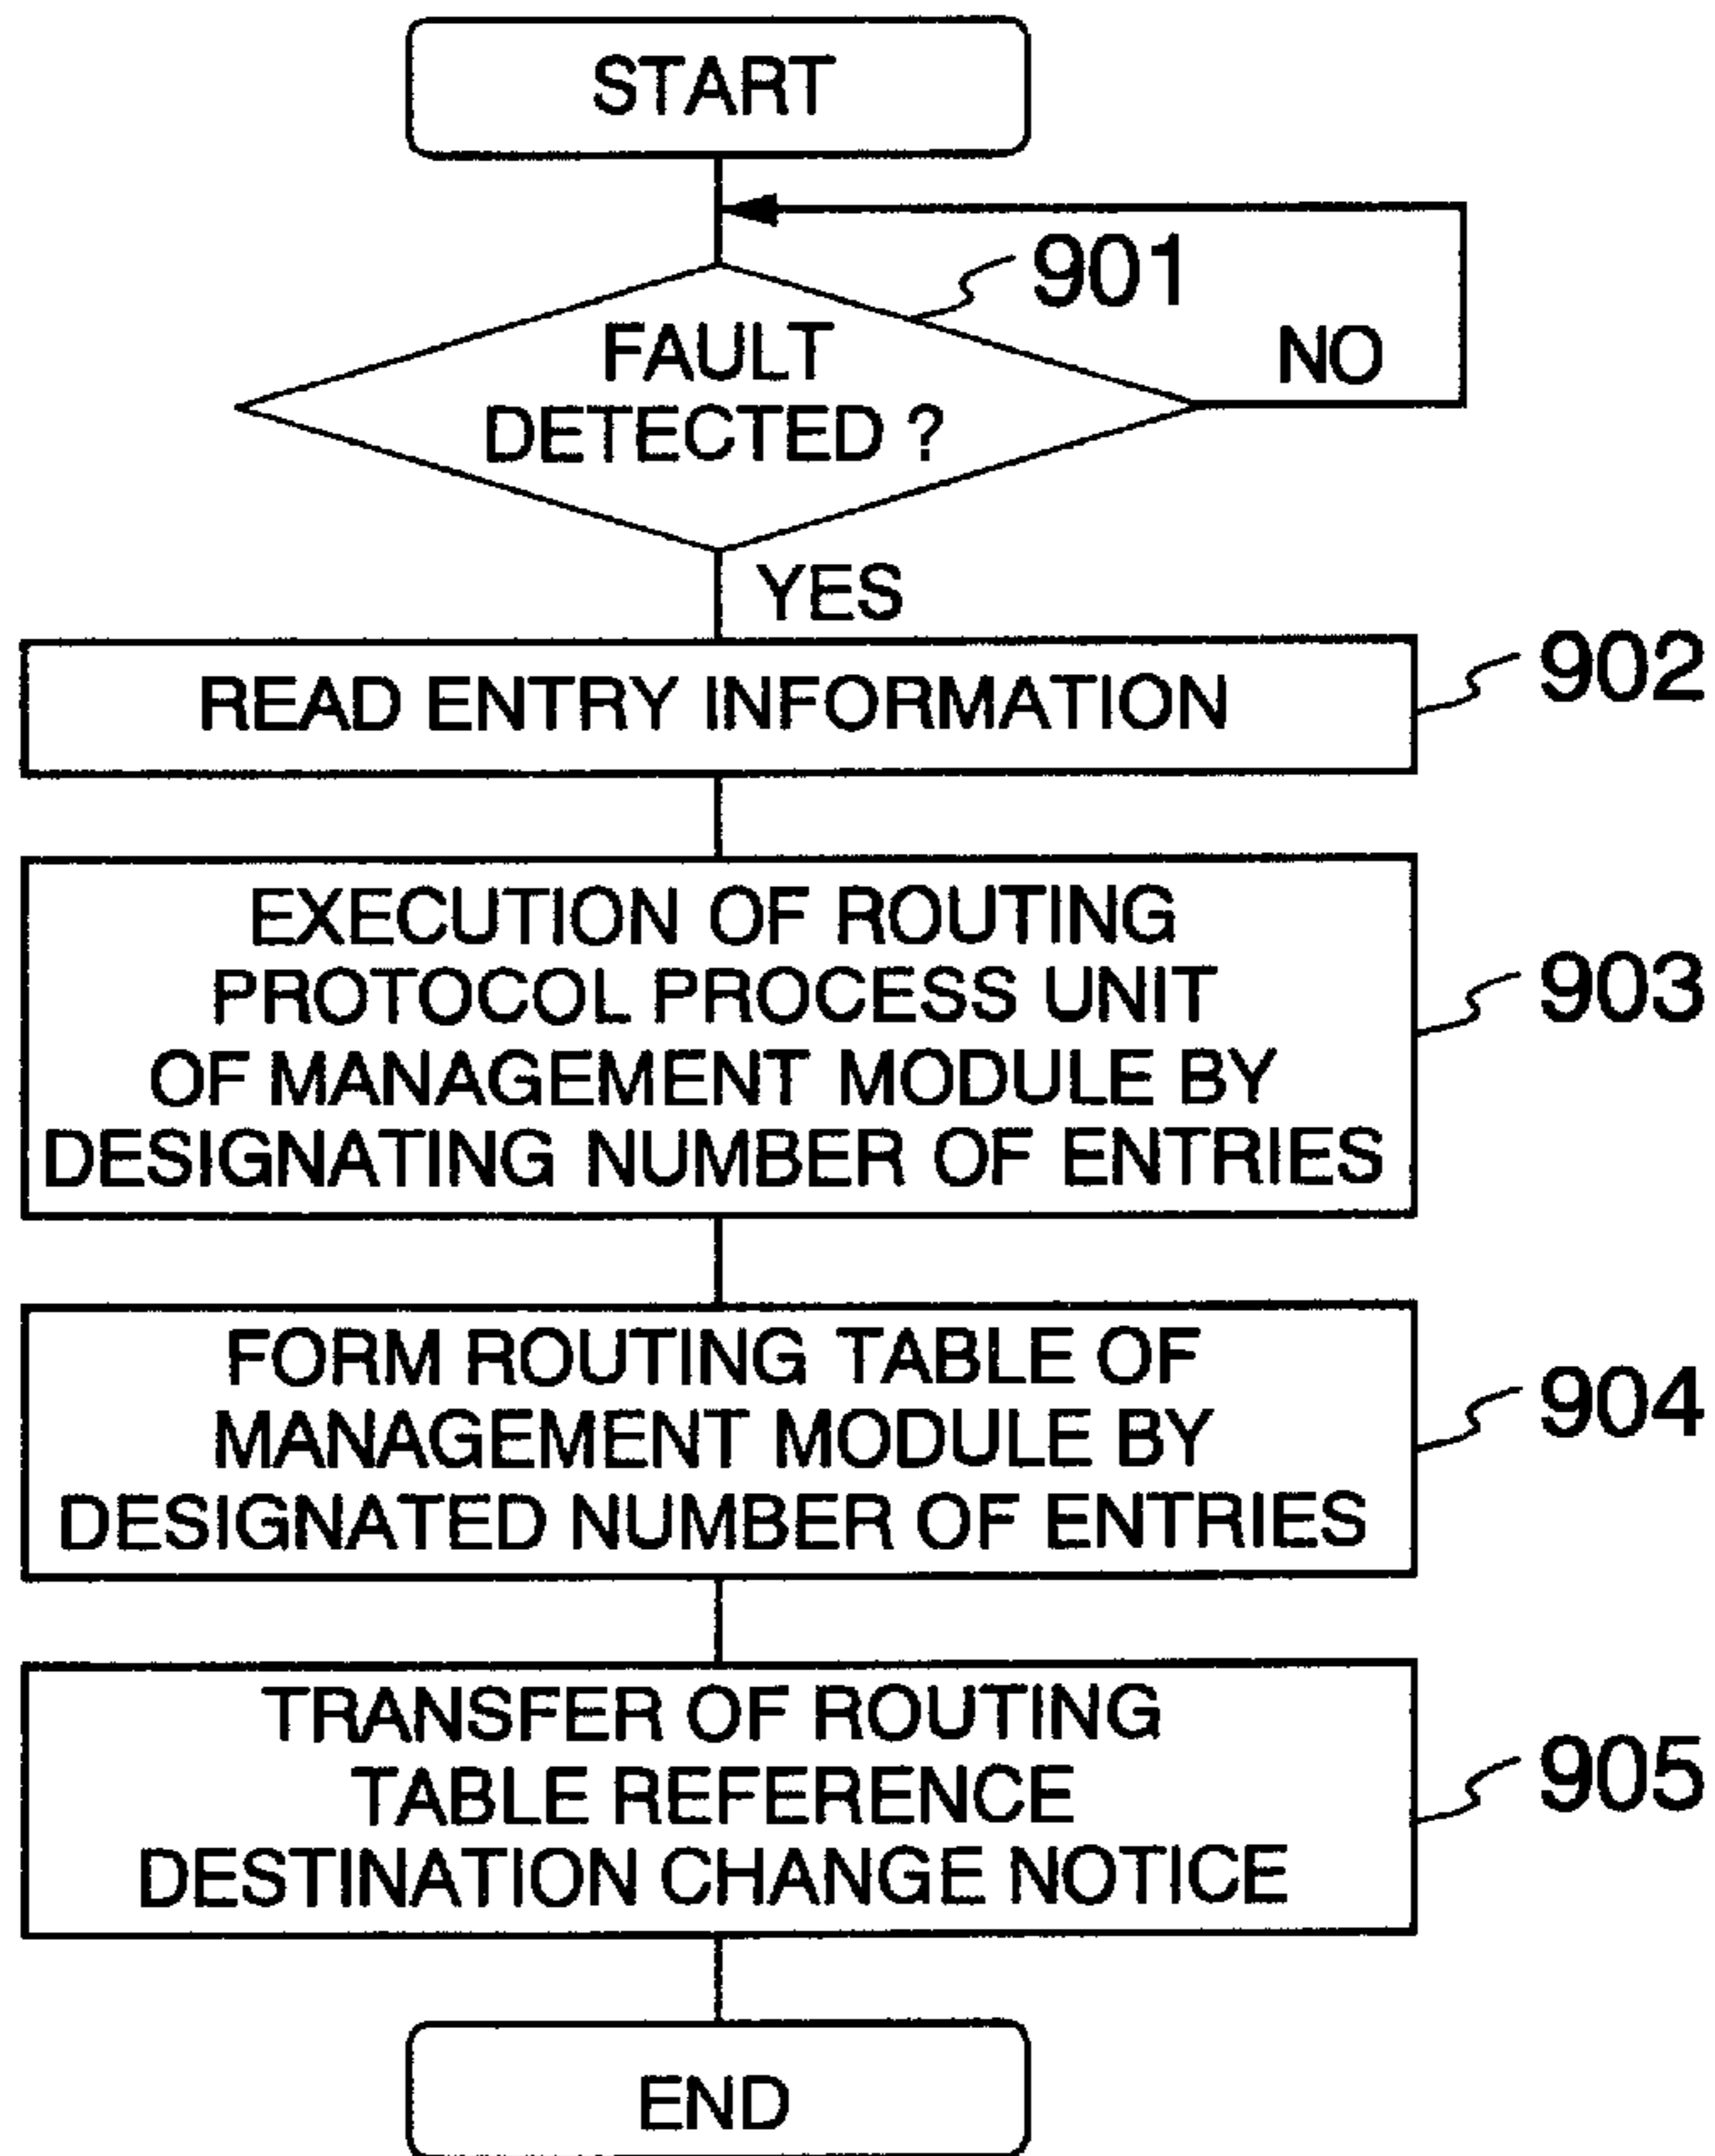 START
901
FAULT
DETECTED ?
NO
YES
READ ENTRY INFORMATION
902
EXECUTION OF ROUTING
PROTOCOL PROCESS UNIT
OF MANAGEMENT MODULE BY
DESIGNATING NUMBER OF ENTRIES
903
FORM ROUTING TABLE OF
MANAGEMENT MODULE BY
DESIGNATED NUMBER OF ENTRIES
904
TRANSFER OF ROUTING
TABLE REFERENCE
DESTINATION CHANGE NOTICE
905
END